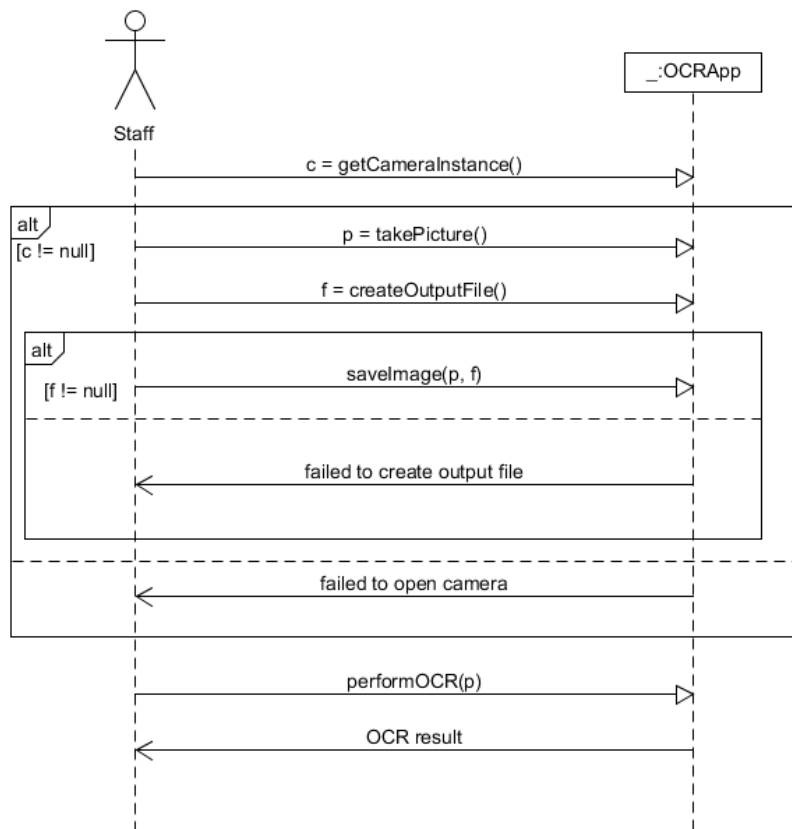 _:OCRApp
Staff
c = getCameraInstance()
alt
[c != null]
p = takePicture()
f = createOutputFile()
alt
[f != null]
saveImage(p, f)
failed to create output file
failed to open camera
performOCR(p)
OCR result